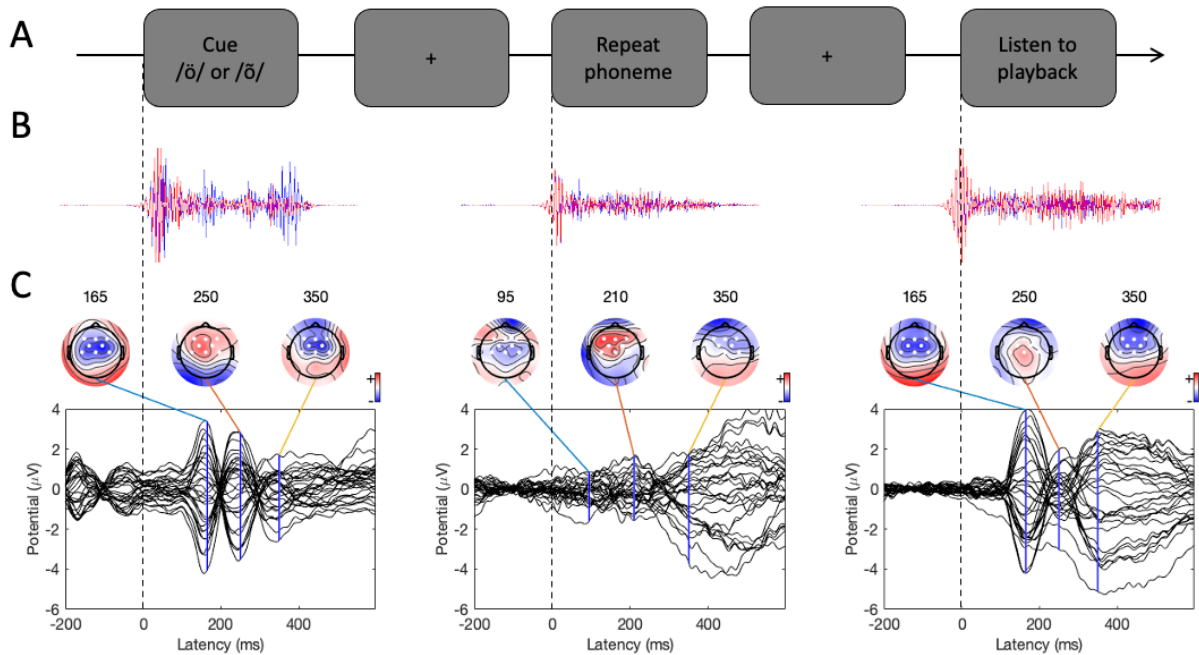 A
Cue
/ö/ or /õ/
+
Repeat
phoneme
+
Listen to
playback
B
C
165 250 350
+
-
4
2
0
-2
-4
-6
Potential (μV)
-200 0 200 400
Latency (ms)
95 210 350
+
-
4
2
0
-2
-4
-6
Potential (μV)
-200 0 200 400
Latency (ms)
165 250 350
+
-
4
2
0
-2
-4
-6
Potential (μV)
-200 0 200 400
Latency (ms)